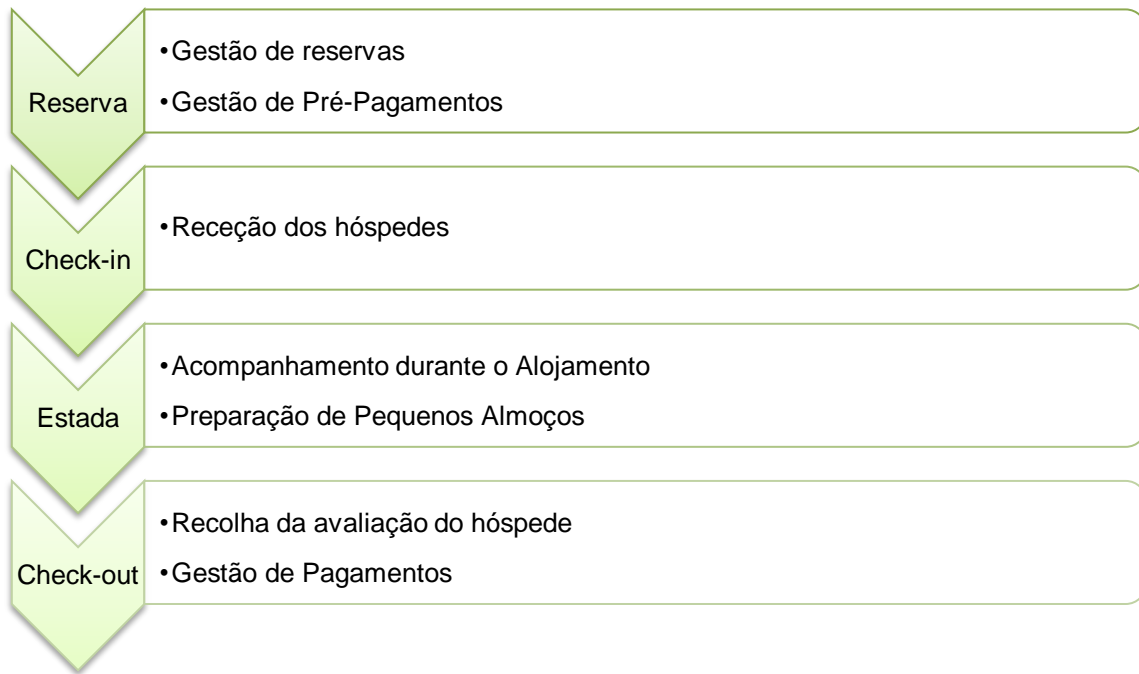 Reserva
•Gestão de reservas
•Gestão de Pré-Pagamentos
Check-in
•Receção dos hóspedes
Estada
•Acompanhamento durante o Alojamento
•Preparação de Pequenos Almoços
Check-out
•Recolha da avaliação do hóspede
•Gestão de Pagamentos